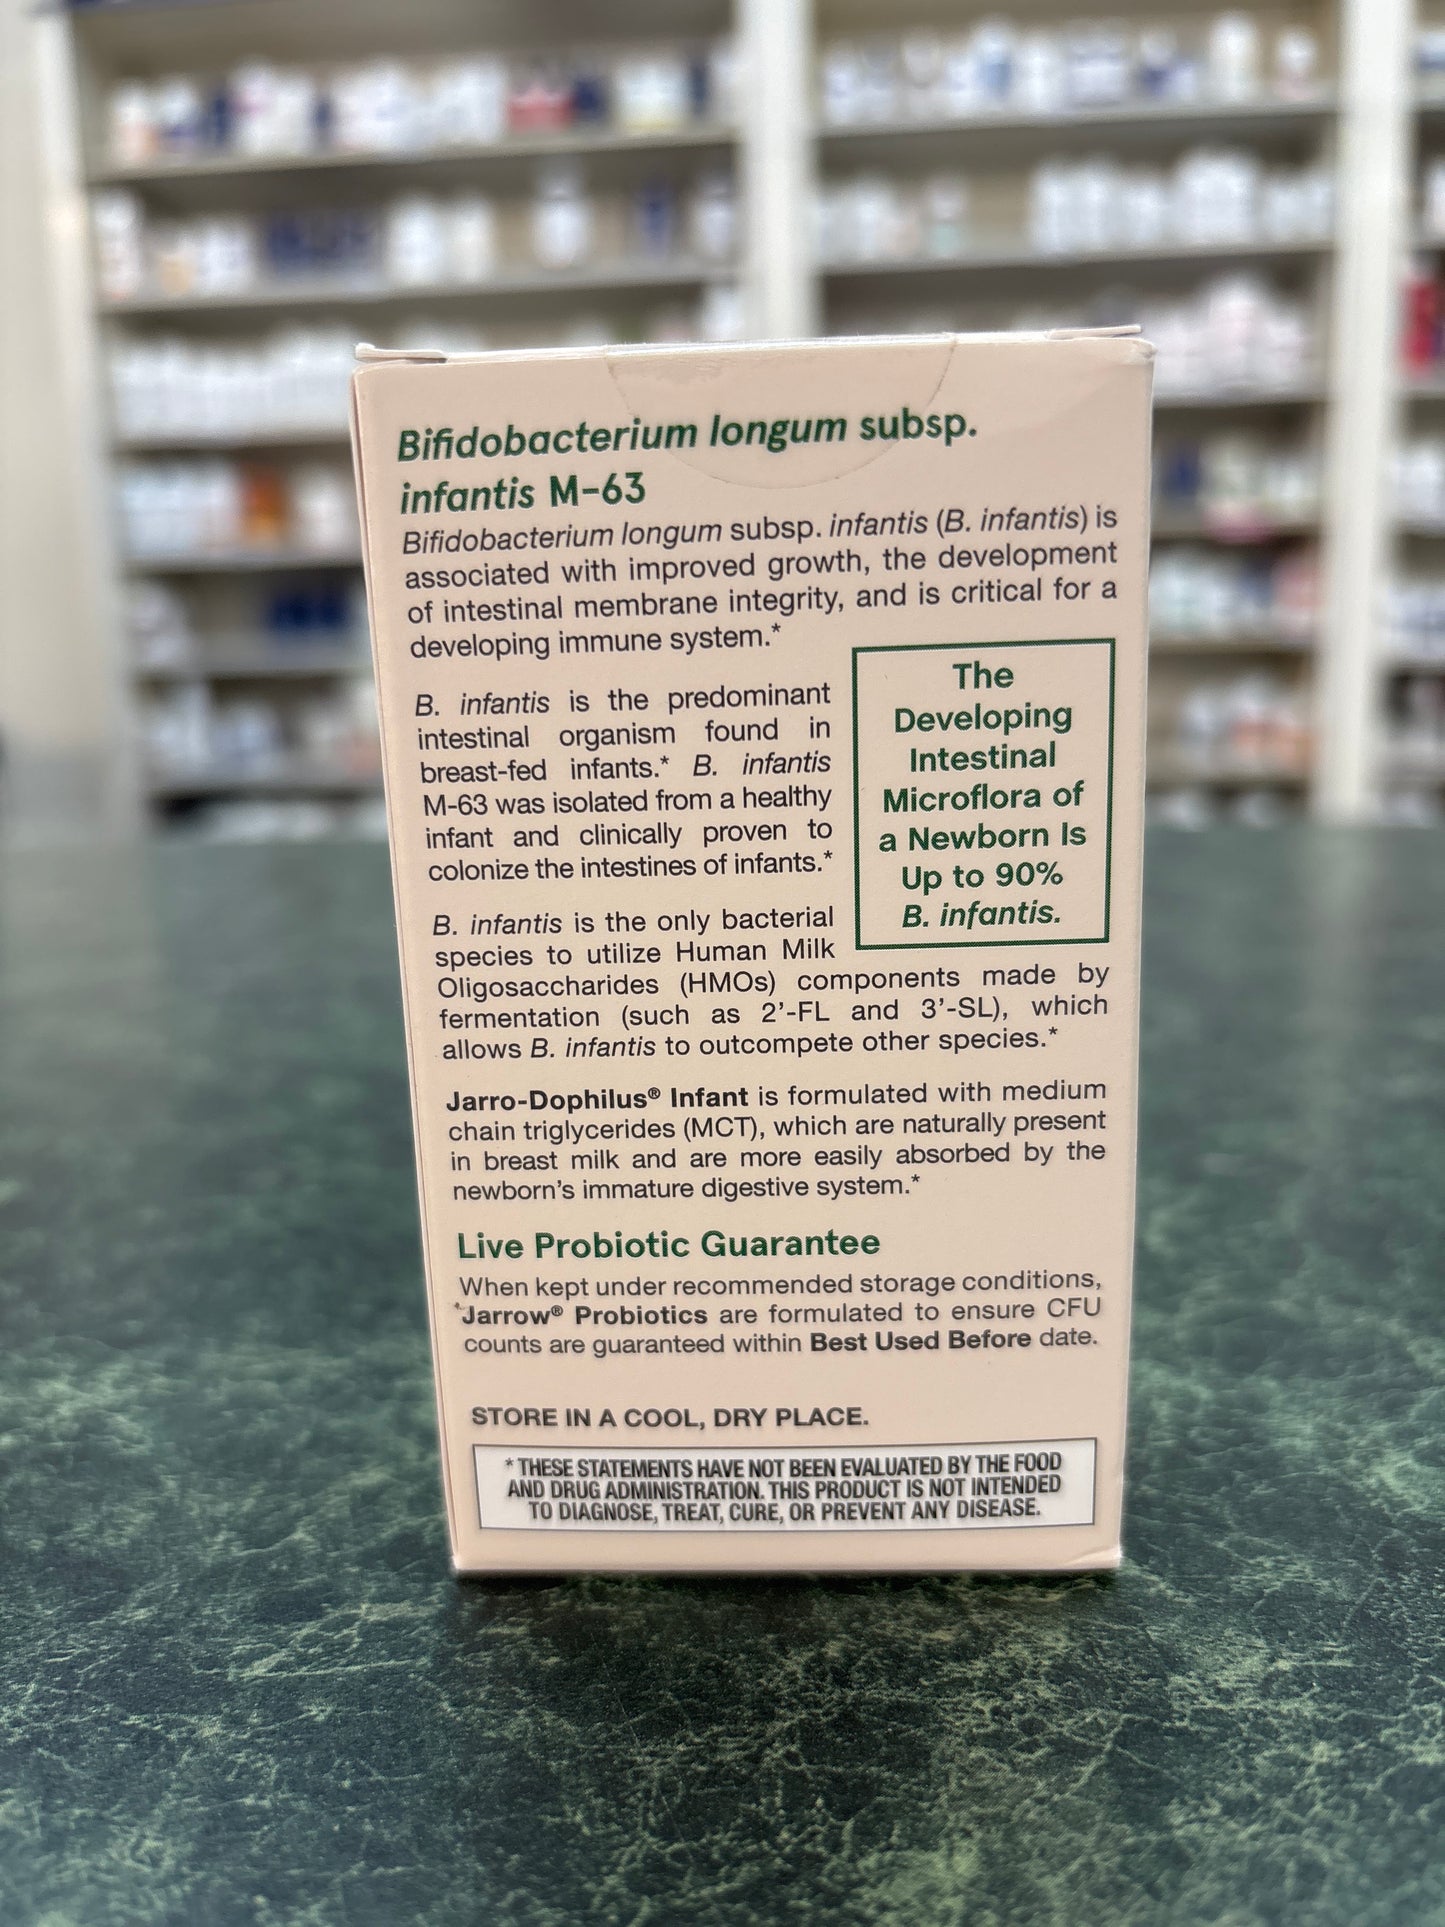 Bifidobacterium longum subsp.
infantis M-63
Bifidobacterium longum subsp. infantis (B. infantis) is
associated with improved growth, the development
of intestinal membrane integrity, and is critical for a
developing immune system.*
B. infantis is the predominant
intestinal organism found in
breast-fed infants.* B. infantis
M-63 was isolated from a healthy
infant and clinically proven to
colonize the intestines of infants.*
The
Developing
Intestinal
Microflora of
a Newborn Is
Up to 90%
B. infantis.
B. infantis is the only bacterial
species to utilize Human Milk
Oligosaccharides (HMOs) components made by
fermentation (such as 2’-FL and 3’-SL), which
allows B. infantis to outcompete other species.*
Jarro-Dophilus® Infant is formulated with medium
chain triglycerides (MCT), which are naturally present
in breast milk and are more easily absorbed by the
newborn’s immature digestive system.*
Live Probiotic Guarantee
When kept under recommended storage conditions,
Jarrow® Probiotics are formulated to ensure CFU
counts are guaranteed within Best Used Before date.
STORE IN A COOL, DRY PLACE.
* THESE STATEMENTS HAVE NOT BEEN EVALUATED BY THE FOOD
AND DRUG ADMINISTRATION. THIS PRODUCT IS NOT INTENDED
TO DIAGNOSE, TREAT, CURE, OR PREVENT ANY DISEASE.